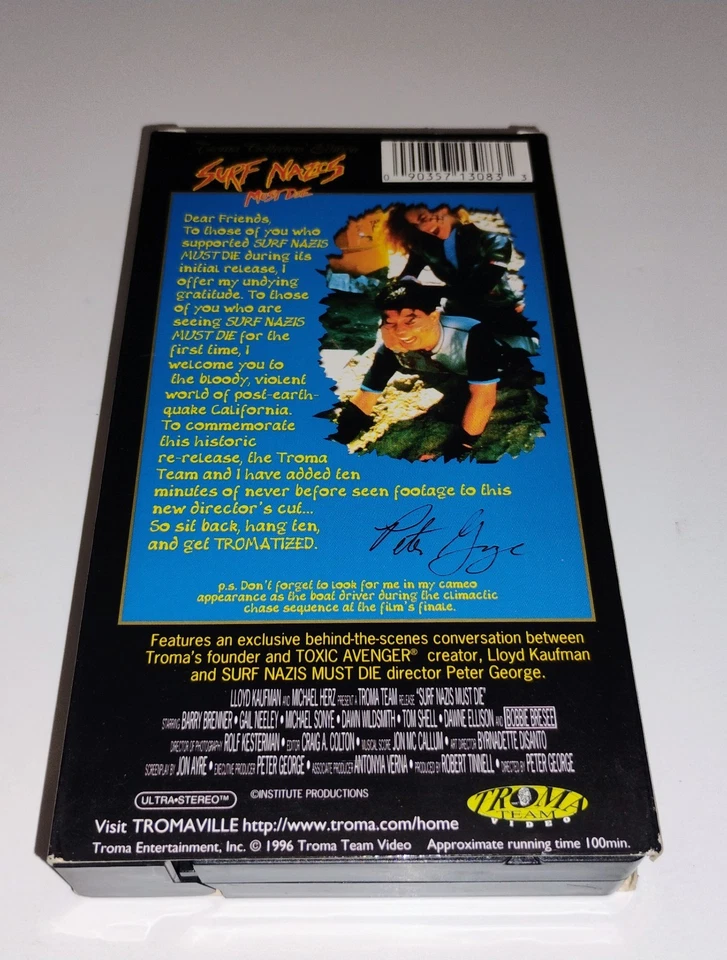 Troma Collectors Edition
SURF NAZIS
MUST DIE
0 90357 13083 3
Dear Friends,
To those of you who
supported SURF NAZIS
MUST DIE during its
initial release, I
offer my undying
gratitude. To those
of you who are
seeing SURF NAZIS
MUST DIE for the
first time, I
welcome you to
the bloody, violent
world of post-earth-
quake California.
To commemorate
this historic
re-release, the Troma
Team and I have added ten
minutes of never before seen footage to this
new director's cut...
So sit back, hang ten,
and get TROMATIZED.
Peter George
p.s. Don't forget to look for me in my cameo
appearance as the boat driver during the climactic
chase sequence at the film's finale.
Features an exclusive behind-the-scenes conversation between
Troma's founder and TOXIC AVENGER® creator, Lloyd Kaufman
and SURF NAZIS MUST DIE director Peter George.
LLOYD KAUFMAN AND MICHAEL HERZ PRESENT A TROMA TEAM RELEASE "SURF NAZIS MUST DIE"
STARRING BARRY BRENNER • GAIL NEELEY • MICHAEL SONYE • DAWN WILDSMITH • TOM SHELL • DAWNE ELLISON AND BOBBIE BRESEE
DIRECTOR OF PHOTOGRAPHY ROLF KESTERMAN • EDITOR CRAIG A. COLTON • MUSICAL SCORE JON MC CALLUM • ART DIRECTOR BYRNADETTE DISANTO
SCREENPLAY BY JON AYRE • EXECUTIVE PRODUCER PETER GEORGE • ASSOCIATE PRODUCER ANTONYIA VERNA • PRODUCED BY ROBERT TINNELL • DIRECTED BY PETER GEORGE
ULTRA•STEREO™ ©INSTITUTE PRODUCTIONS
TROMA
TEAM
VIDEO
Visit TROMAVILLE http://www.troma.com/home
Troma Entertainment, Inc. © 1996 Troma Team Video Approximate running time 100min.